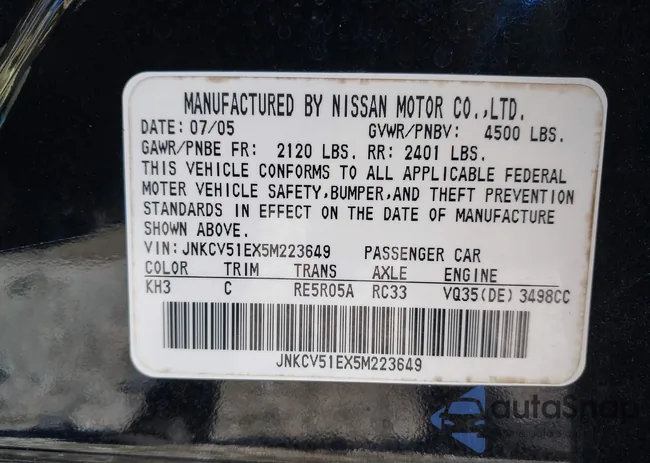 MANUFACTURED BY NISSAN MOTOR CO.,LTD.
DATE: 07/05 GVWR/PNBV: 4500 LBS.
GAWR/PNBE FR: 2120 LBS. RR: 2401 LBS.
THIS VEHICLE CONFORMS TO ALL APPLICABLE FEDERAL
MOTER VEHICLE SAFETY,BUMPER,AND THEFT PREVENTION
STANDARDS IN EFFECT ON THE DATE OF MANUFACTURE
SHOWN ABOVE.
VIN: JNKCV51EX5M223649 PASSENGER CAR
COLOR TRIM TRANS AXLE ENGINE
KH3 C RE5R05A RC33 VQ35(DE) 3498CC
JNKCV51EX5M223649
autoSnaps